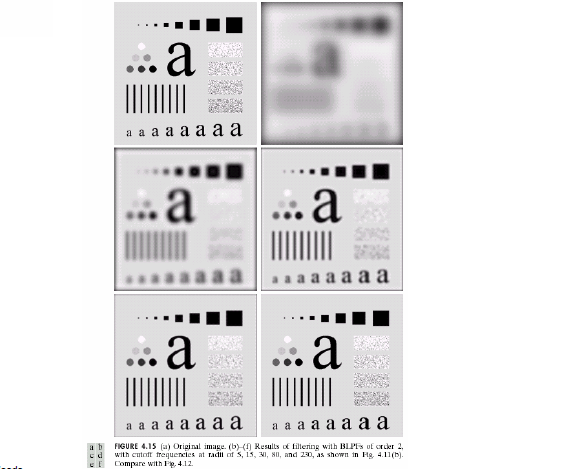 a
a a a a a a a a
a
a a a a a a a a
a
a a a a a a a a
a
a a a a a a a a
a
a a a a a a a a
a b
c d
e f
FIGURE 4.15 (a) Original image. (b)–(f) Results of filtering with BLPFs of order 2,
with cutoff frequencies at radii of 5, 15, 30, 80, and 230, as shown in Fig. 4.11(b).
Compare with Fig. 4.12.